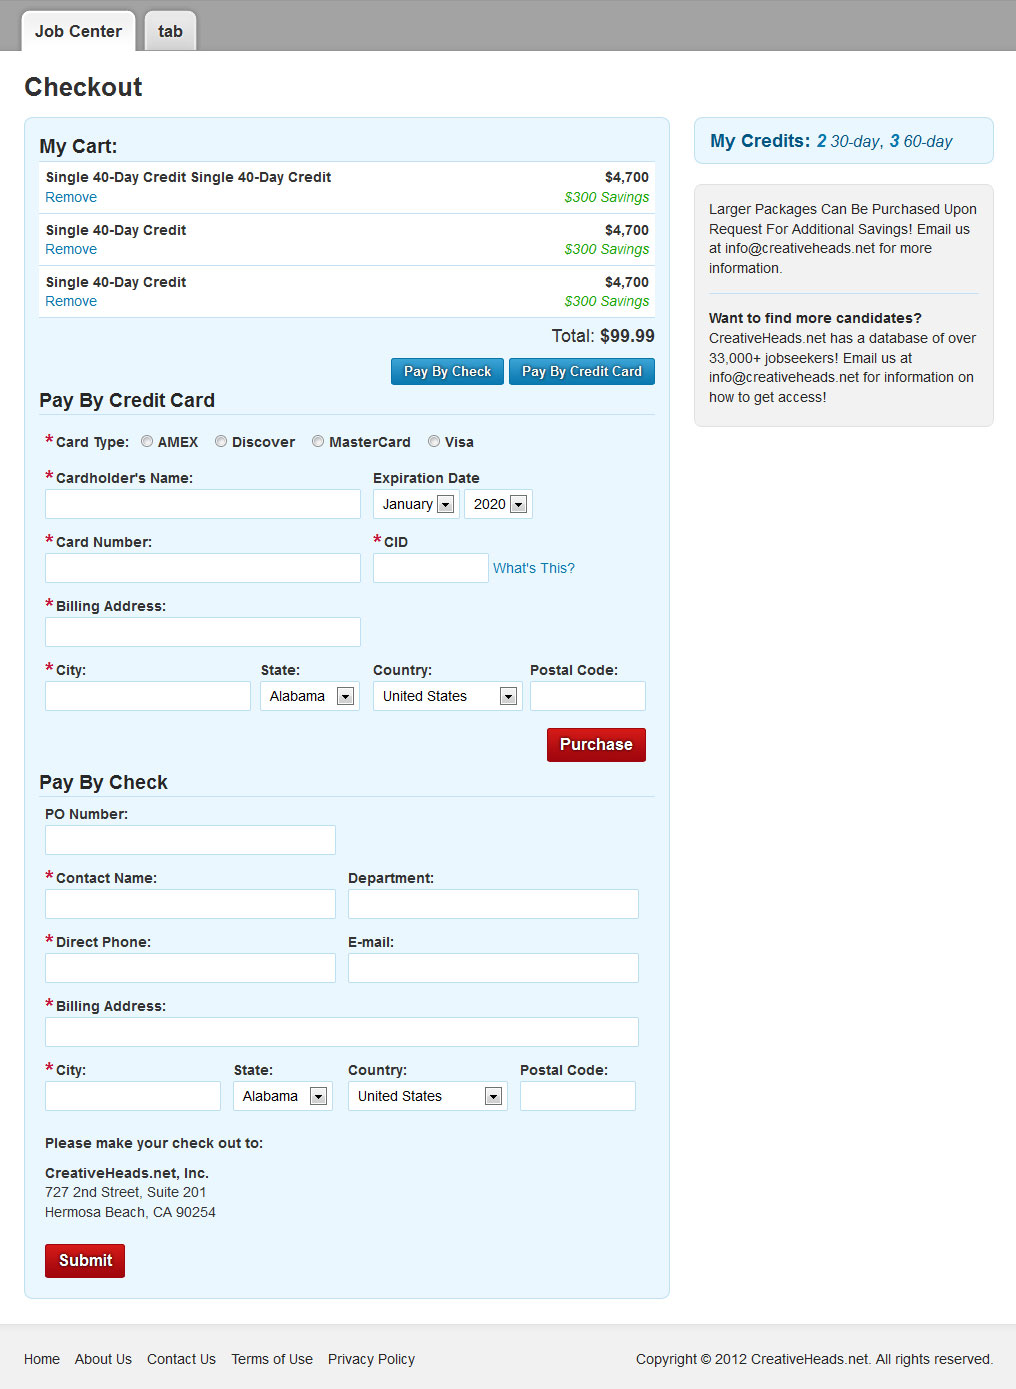 Job Center tab
Checkout
My Cart:
Single 40-Day Credit Single 40-Day Credit $4,700
Remove $300 Savings
Single 40-Day Credit $4,700
Remove $300 Savings
Single 40-Day Credit $4,700
Remove $300 Savings
Total: $99.99
Pay By Check Pay By Credit Card
Pay By Credit Card
* Card Type: AMEX Discover MasterCard Visa
* Cardholder's Name: Expiration Date
January 2020
* Card Number: * CID
What's This?
* Billing Address:
* City: State: Country: Postal Code:
Alabama United States
Purchase
Pay By Check
PO Number:
* Contact Name: Department:
* Direct Phone: E-mail:
* Billing Address:
* City: State: Country: Postal Code:
Alabama United States
Please make your check out to:
CreativeHeads.net, Inc.
727 2nd Street, Suite 201
Hermosa Beach, CA 90254
Submit
My Credits: 2 30-day, 3 60-day
Larger Packages Can Be Purchased Upon
Request For Additional Savings! Email us
at info@creativeheads.net for more
information.
Want to find more candidates?
CreativeHeads.net has a database of over
33,000+ jobseekers! Email us at
info@creativeheads.net for information on
how to get access!
Home About Us Contact Us Terms of Use Privacy Policy Copyright © 2012 CreativeHeads.net. All rights reserved.